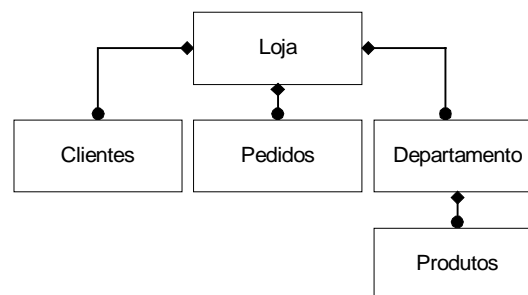 Loja
Clientes
Pedidos
Departamento
Produtos